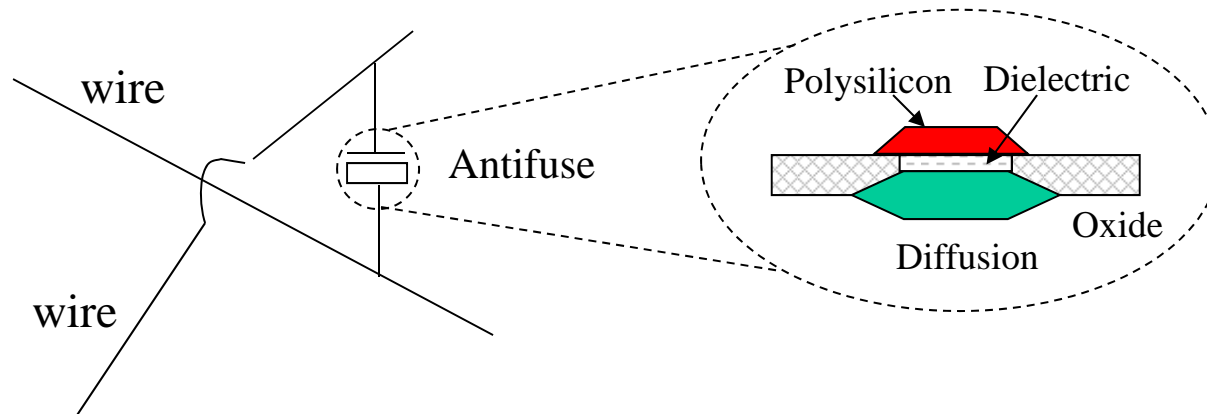 wire
Polysilicon
Dielectric
Antifuse
Oxide
Diffusion
wire